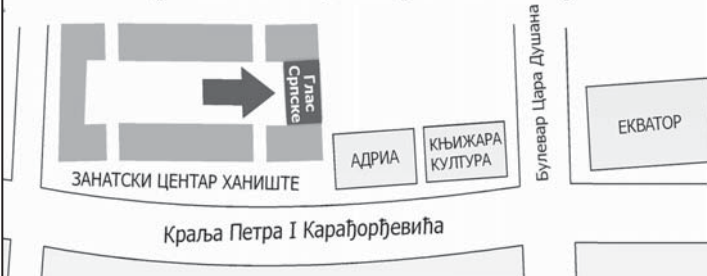 Глас
Српске
Булевар Цара Душана
ЕКВАТОР
АДРИА
КЊИЖАРА
КУЛТУРА
ЗАНАТСКИ ЦЕНТАР ХАНИШТЕ
Краља Петра I Карађорђевића